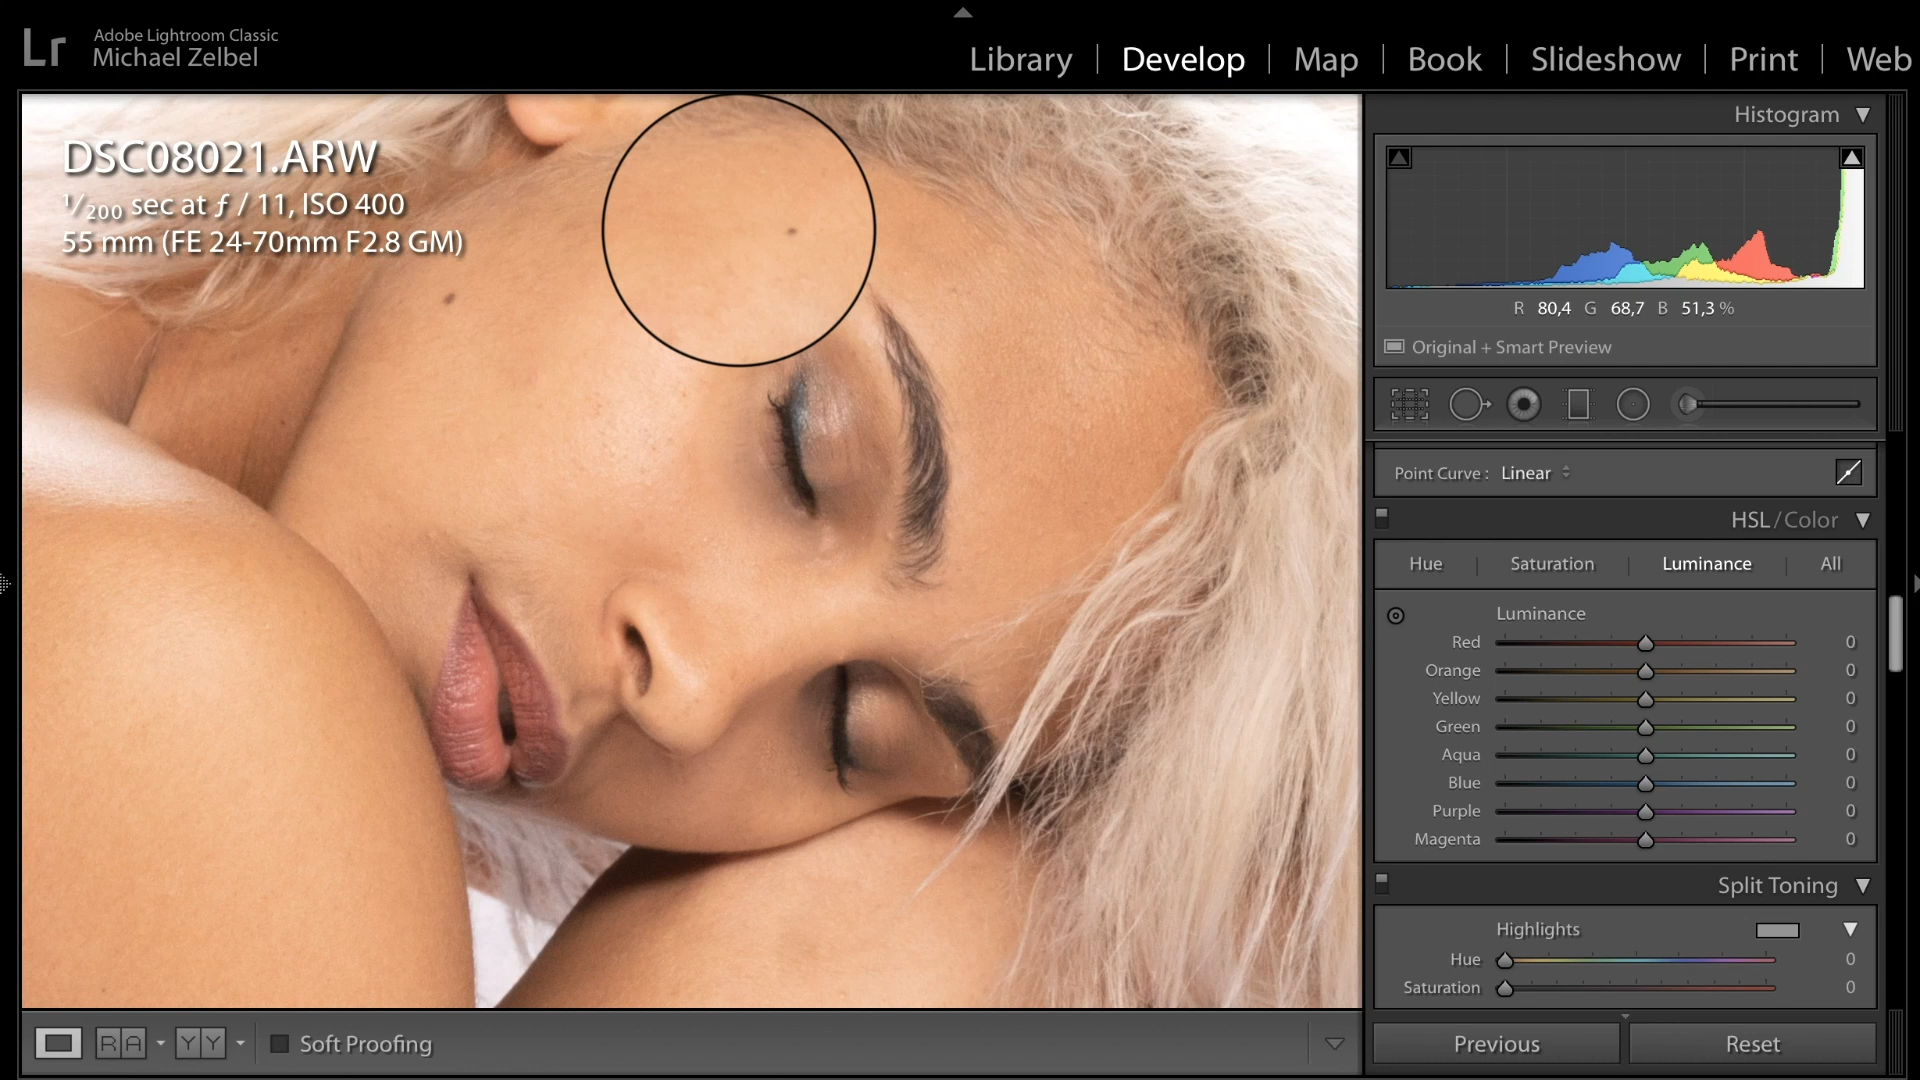 Lr
Adobe Lightroom Classic
Michael Zelbel
Library | Develop | Map | Book | Slideshow | Print | Web
DSC08021.ARW
1/200 sec at ƒ / 11, ISO 400
55 mm (FE 24-70mm F2.8 GM)
Histogram
R 80,4 G 68,7 B 51,3 %
Original + Smart Preview
Point Curve : Linear
HSL / Color
Hue | Saturation | Luminance | All
Luminance
Red 0
Orange 0
Yellow 0
Green 0
Aqua 0
Blue 0
Purple 0
Magenta 0
Split Toning
Highlights
Hue 0
Saturation 0
R A Y Y Soft Proofing
Previous Reset